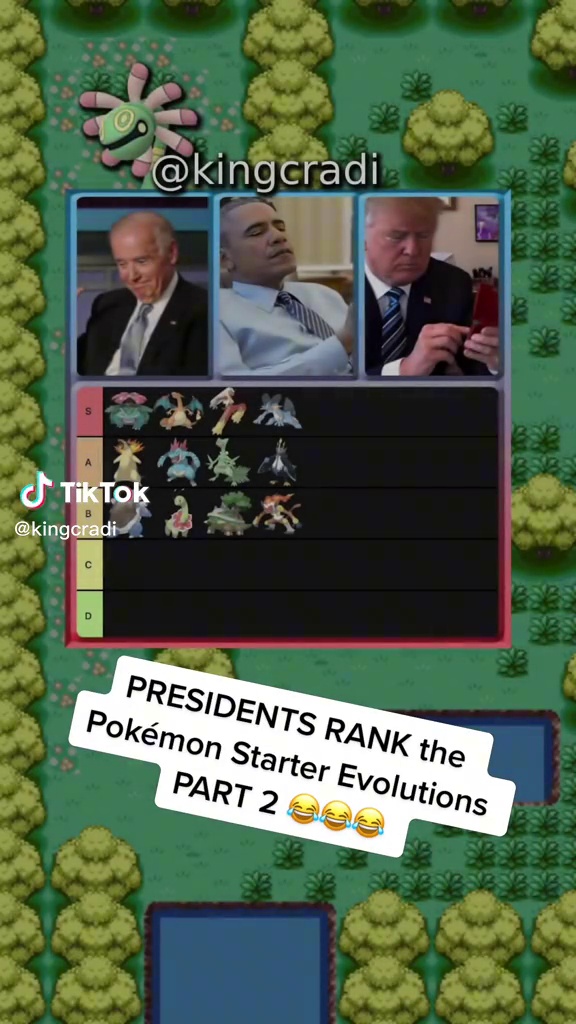 @kingcradi
S
A
B
C
D
TikTok
@kingcradi
PRESIDENTS RANK the
Pokémon Starter Evolutions
PART 2 😂😂😂